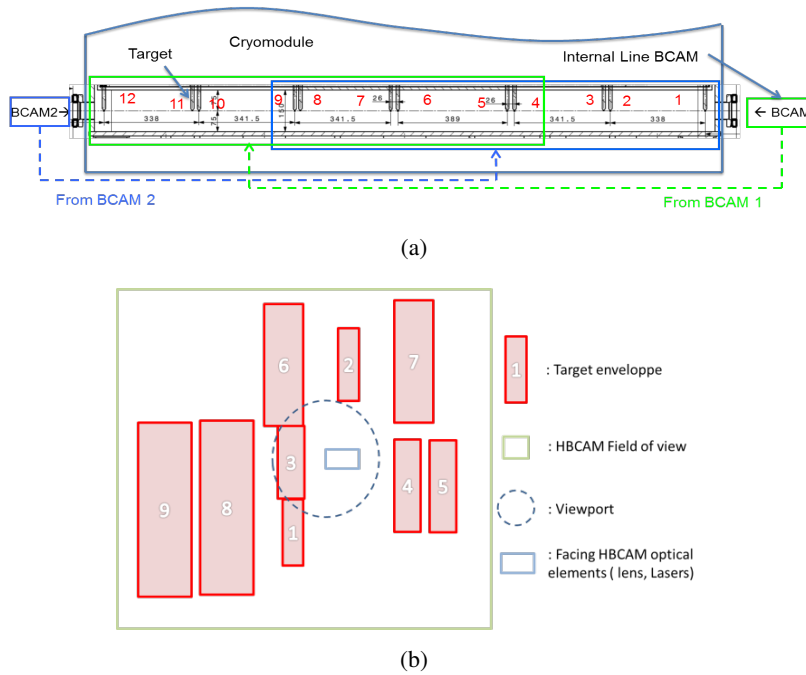 Cryomodule
Target
Internal Line BCAM
12 11 10 9 8 7 6 5 4 3 2 1
26 26
BCAM2→
← BCAM
150
75
338 341.5 341.5 389 341.5 338
From BCAM 2
From BCAM 1
(a)
6 2 7
1 : Target enveloppe
: HBCAM Field of view
3 4 5
9 8
1
: Viewport
: Facing HBCAM optical
elements ( lens, Lasers)
(b)